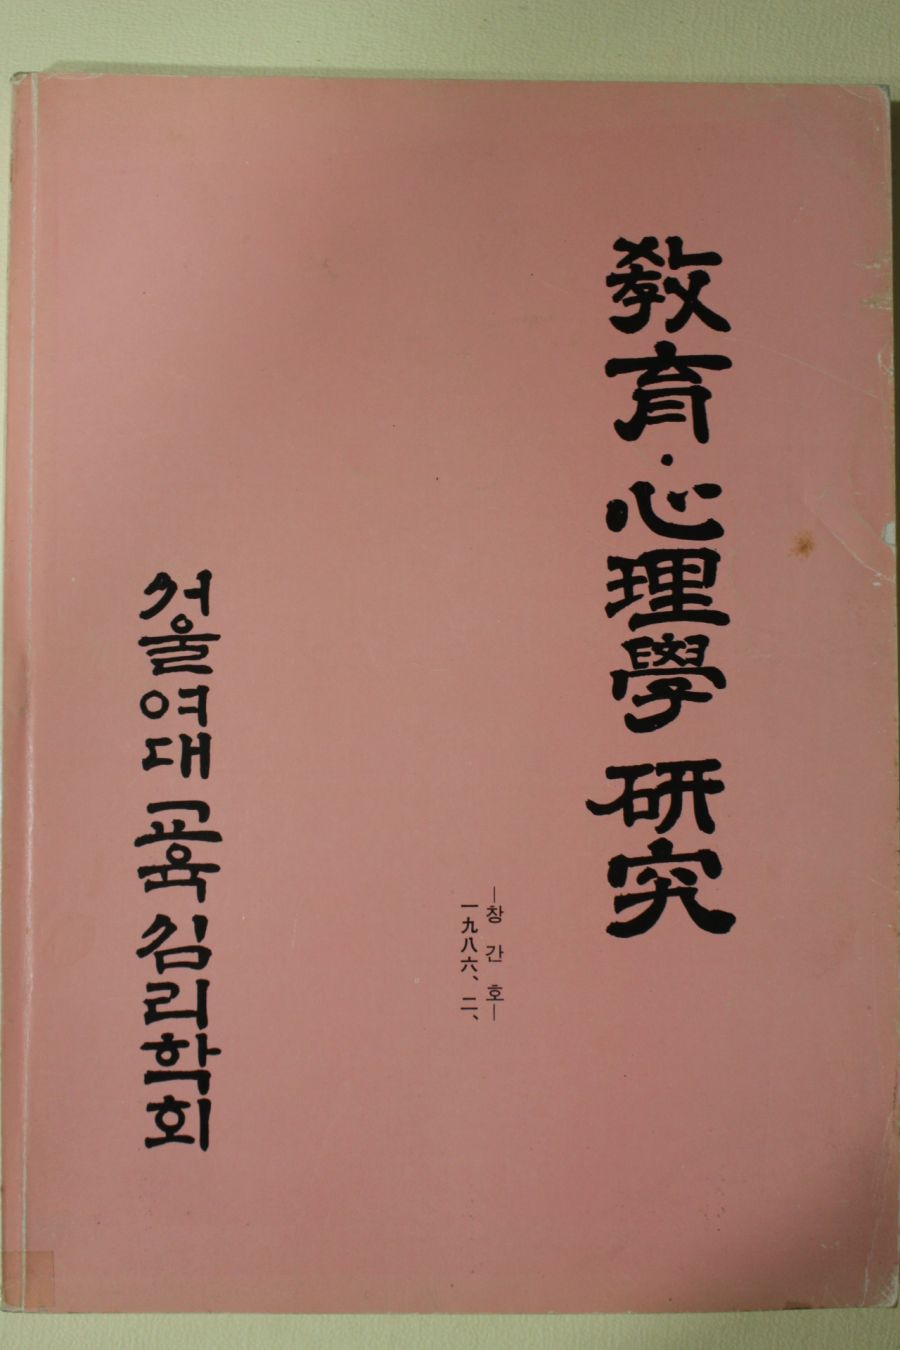 敎育·心理學 研究
—창간호—
一九八六、二、
서울여대 교육심리학회